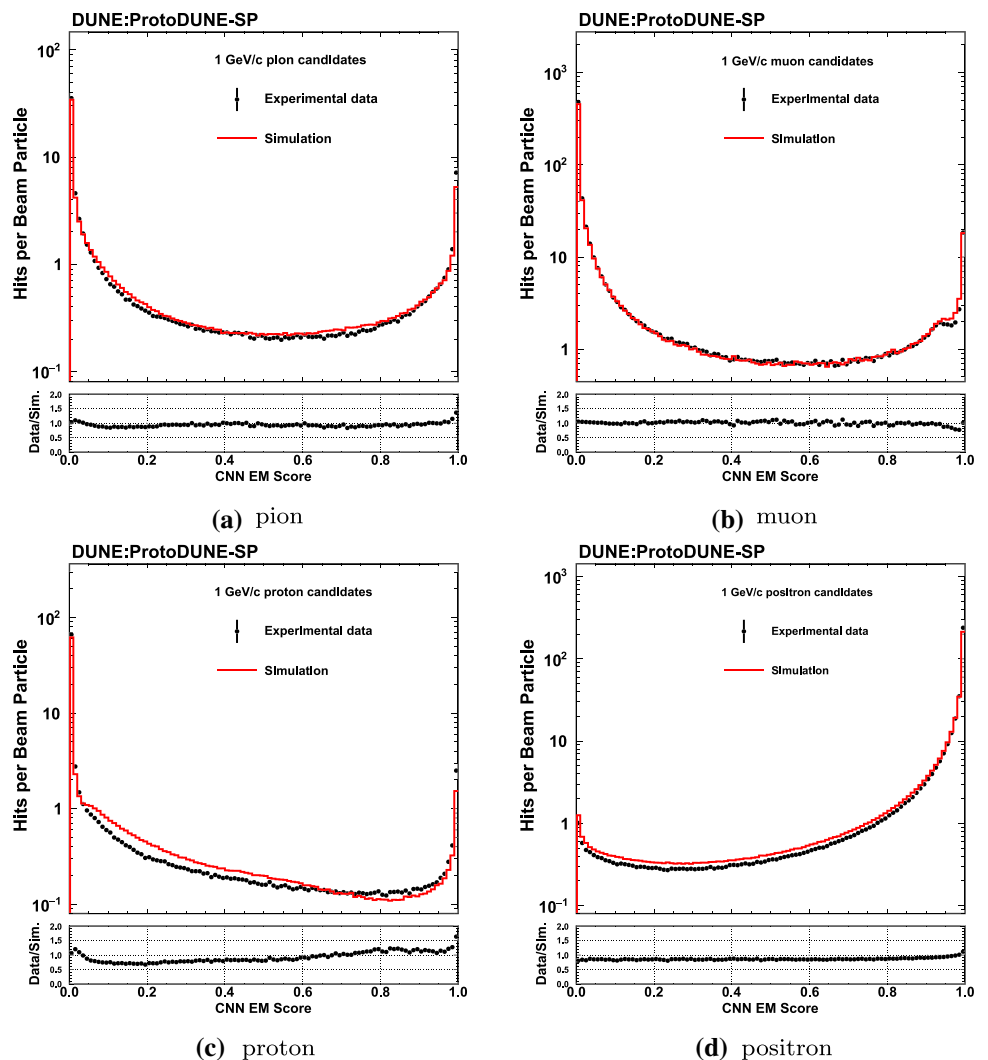 DUNE:ProtoDUNE-SP
1 GeV/c pion candidates
Experimental data
Simulation
Hits per Beam Particle
10²
10
1
10⁻¹
Data/Sim.
2.0
1.5
1.0
0.5
0.0
0.0 0.2 0.4 0.6 0.8 1.0
CNN EM Score
(a) pion
DUNE:ProtoDUNE-SP
1 GeV/c muon candidates
Experimental data
Simulation
Hits per Beam Particle
10³
10²
10
1
Data/Sim.
2.0
1.5
1.0
0.5
0.0
0.0 0.2 0.4 0.6 0.8 1.0
CNN EM Score
(b) muon
DUNE:ProtoDUNE-SP
1 GeV/c proton candidates
Experimental data
Simulation
Hits per Beam Particle
10²
10
1
10⁻¹
Data/Sim.
2.0
1.5
1.0
0.5
0.0
0.0 0.2 0.4 0.6 0.8 1.0
CNN EM Score
(c) proton
DUNE:ProtoDUNE-SP
1 GeV/c positron candidates
Experimental data
Simulation
Hits per Beam Particle
10³
10²
10
1
10⁻¹
Data/Sim.
2.0
1.5
1.0
0.5
0.0
0.0 0.2 0.4 0.6 0.8 1.0
CNN EM Score
(d) positron